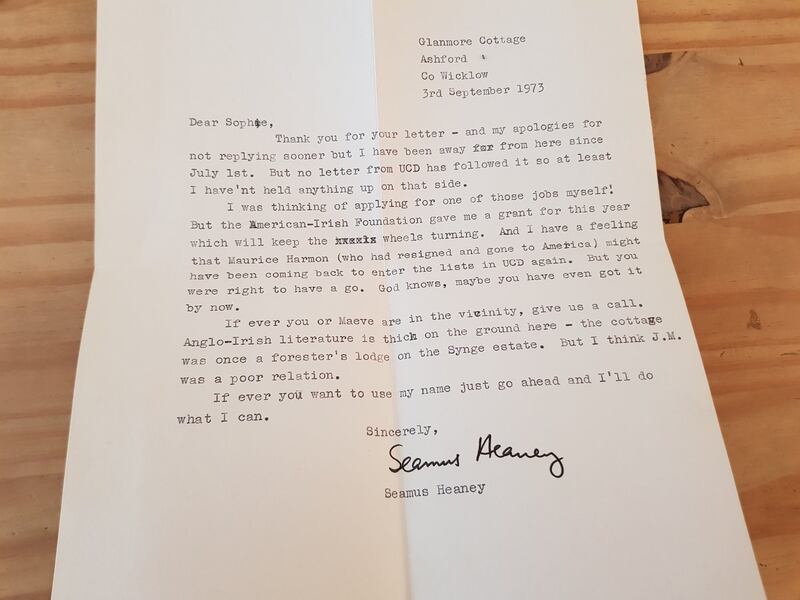 Glanmore Cottage
Ashford
Co Wicklow
3rd September 1973
Dear Sophie,
Thank you for your letter - and my apologies for
not replying sooner but I have been away from here since
July 1st. But no letter from UCD has followed it so at least
I have'nt held anything up on that side.
I was thinking of applying for one of those jobs myself!
But the American-Irish Foundation gave me a grant for this year
which will keep the wheels turning. And I have a feeling
that Maurice Harmon (who had resigned and gone to America) might
have been coming back to enter the lists in UCD again. But you
were right to have a go. God knows, maybe you have even got it
by now.
If ever you or Maeve are in the vicinity, give us a call.
Anglo-Irish literature is thick on the ground here - the cottage
was once a forester's lodge on the Synge estate. But I think J.M.
was a poor relation.
If ever you want to use my name just go ahead and I'll do
what I can.
Sincerely,
Seamus Heaney
Seamus Heaney